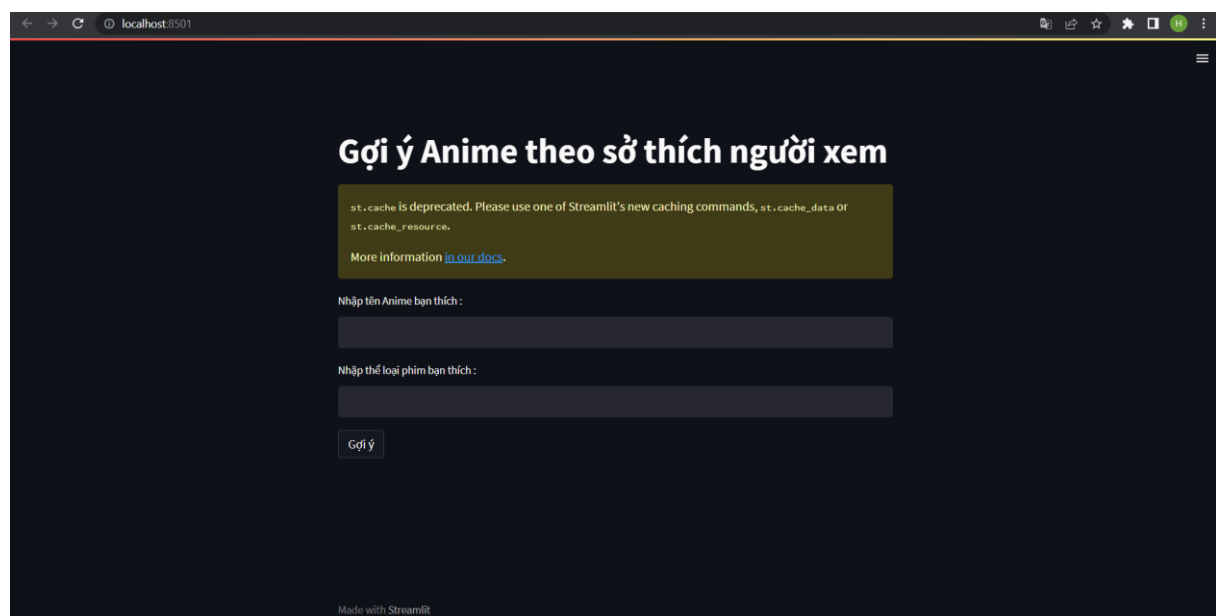 localhost:8501
H
Gợi ý Anime theo sở thích người xem
st.cache is deprecated. Please use one of Streamlit's new caching commands, st.cache_data or
st.cache_resource.
More information in our docs.
Nhập tên Anime bạn thích :
Nhập thể loại phim bạn thích :
Gợi ý
Made with Streamlit